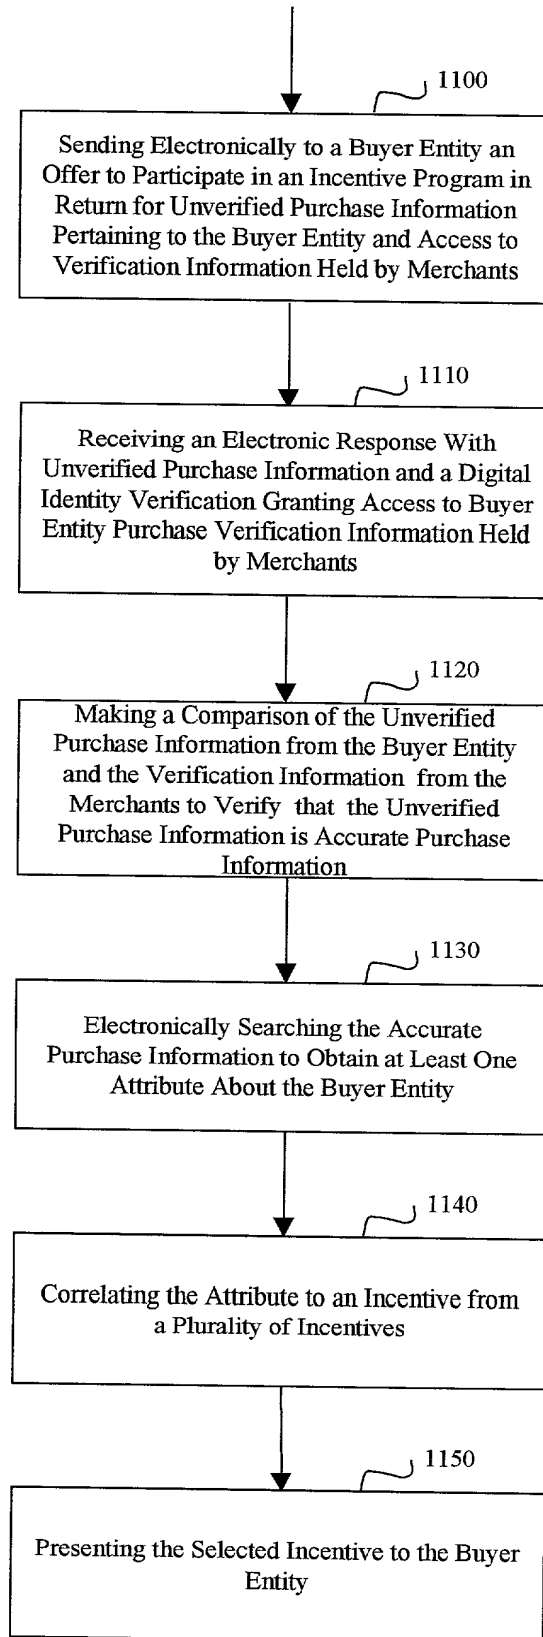 1100
Sending Electronically to a Buyer Entity an
Offer to Participate in an Incentive Program in
Return for Unverified Purchase Information
Pertaining to the Buyer Entity and Access to
Verification Information Held by Merchants
1110
Receiving an Electronic Response With
Unverified Purchase Information and a Digital
Identity Verification Granting Access to Buyer
Entity Purchase Verification Information Held
by Merchants
1120
Making a Comparison of the Unverified
Purchase Information from the Buyer Entity
and the Verification Information from the
Merchants to Verify that the Unverified
Purchase Information is Accurate Purchase
Information
1130
Electronically Searching the Accurate
Purchase Information to Obtain at Least One
Attribute About the Buyer Entity
1140
Correlating the Attribute to an Incentive from
a Plurality of Incentives
1150
Presenting the Selected Incentive to the Buyer
Entity